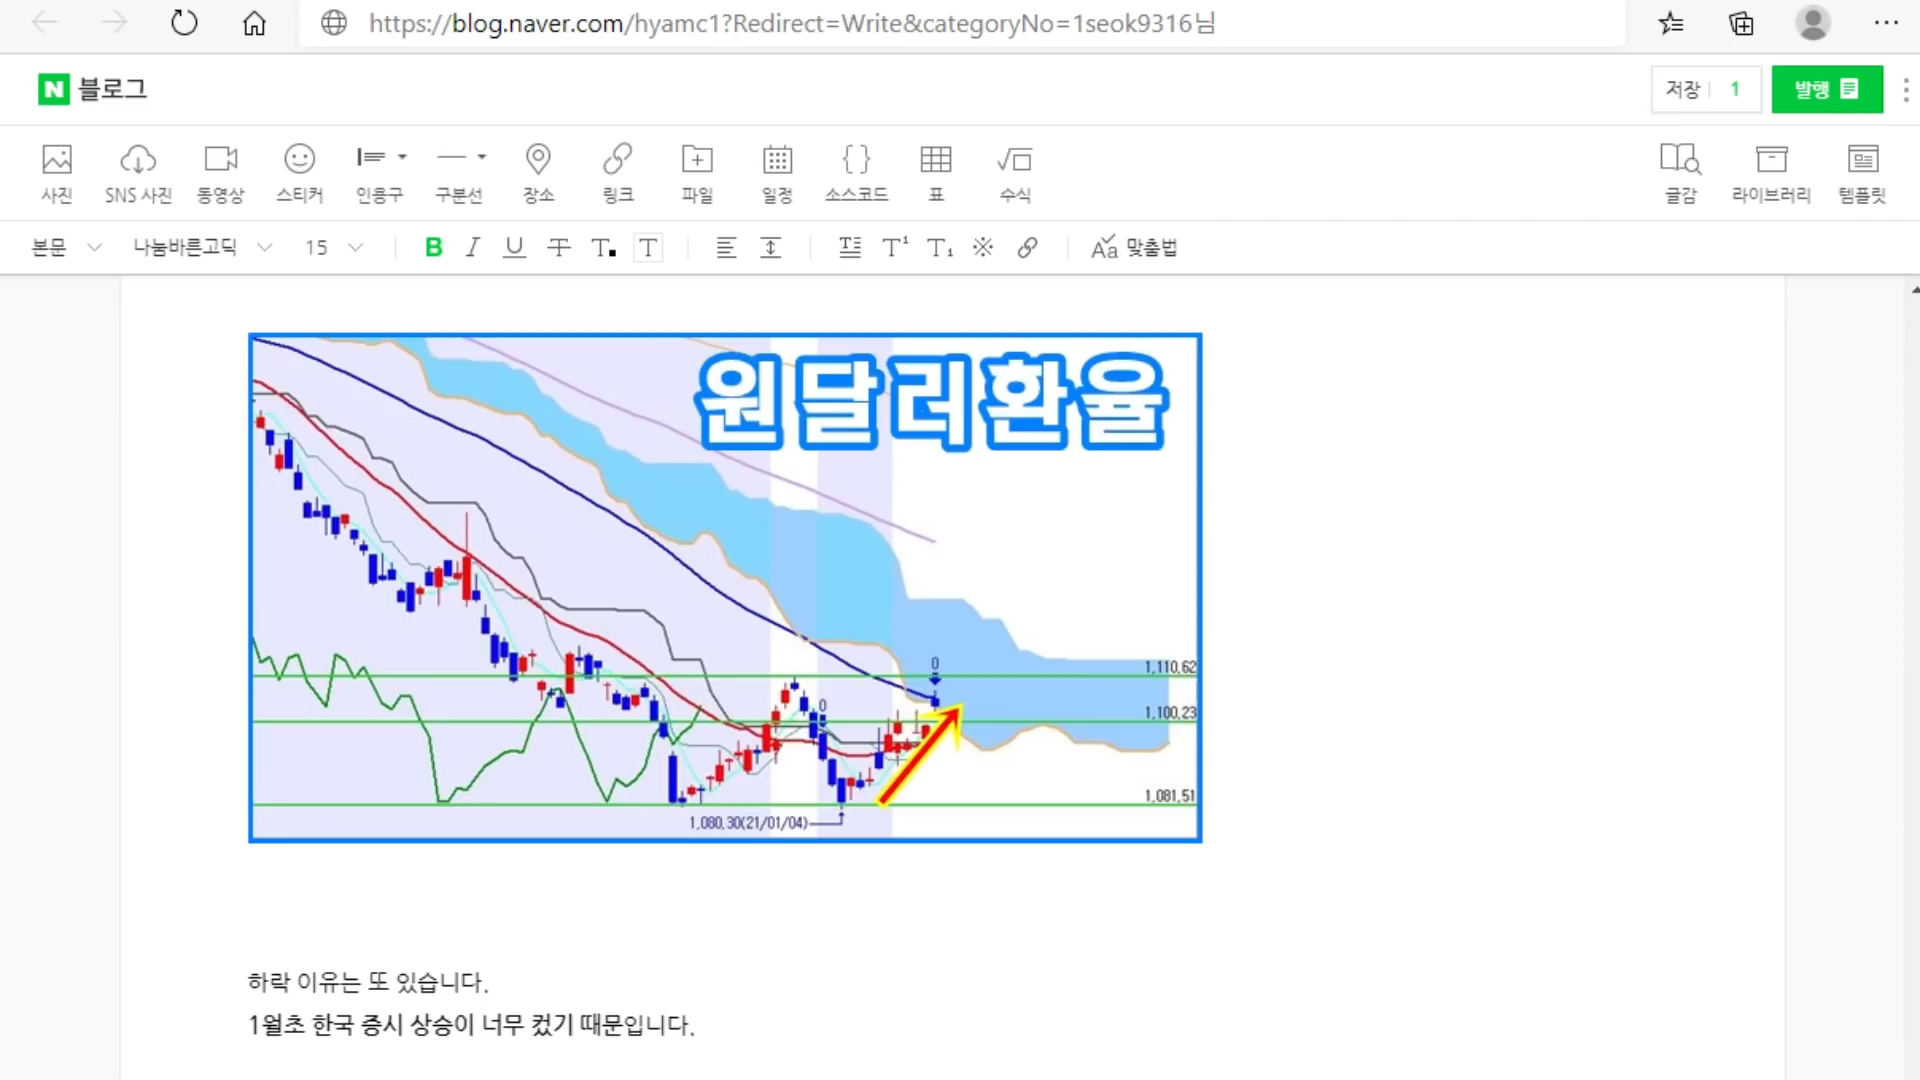 https://blog.naver.com/hyamc1?Redirect=Write&categoryNo=1seok9316님
N 블로그
저장 1
발행
사진 SNS 사진 동영상 스티커 인용구 구분선 장소 링크 파일 일정 소스코드 표 수식 글감 라이브러리 템플릿
본문 나눔바른고딕 15 B I U T T. T T¹ T₁ ※ 맞춤법
원달러환율
0
1,110,62
0
1,100,23
1,081,51
1,080,30(21/01/04)
하락 이유는 또 있습니다.
1월초 한국 증시 상승이 너무 컸기 때문입니다.